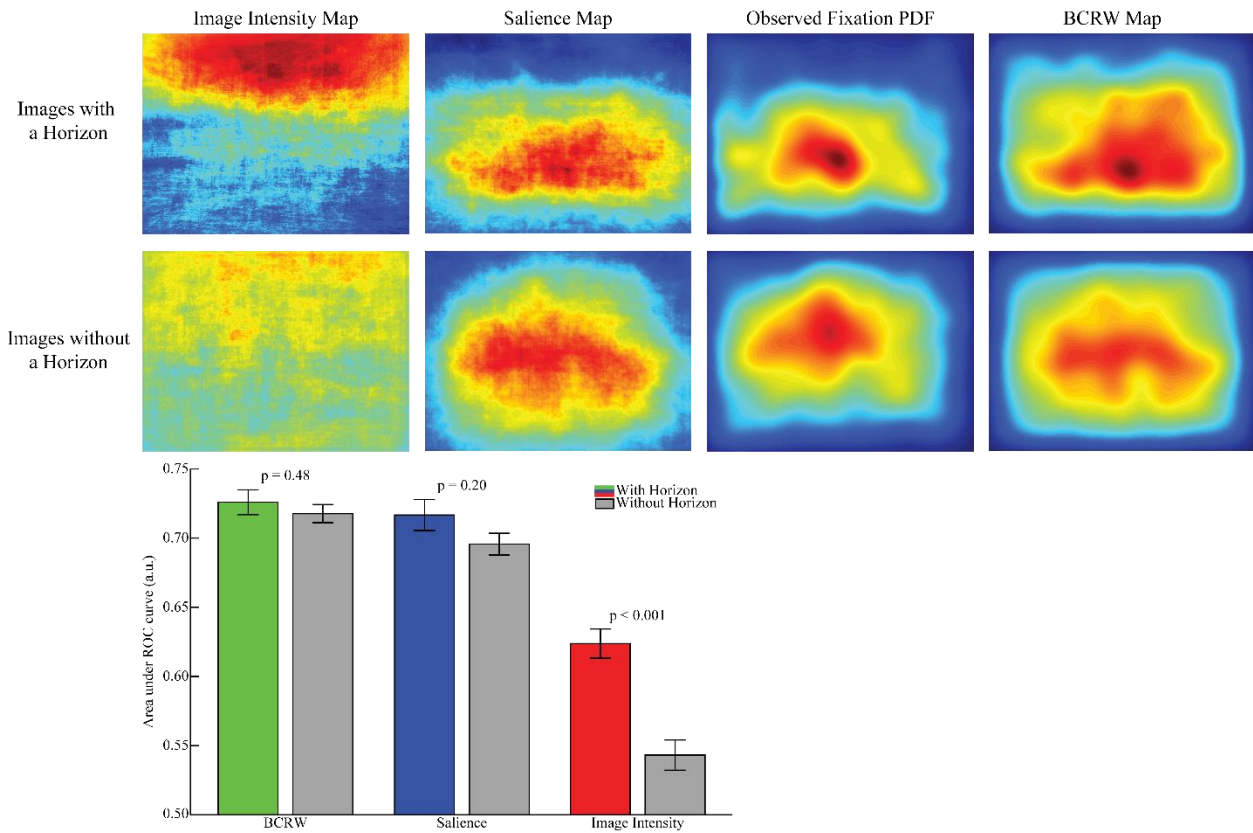 Image Intensity Map
Salience Map
Observed Fixation PDF
BCRW Map
Images with
a Horizon
Images without
a Horizon
0.75
0.70
0.65
0.60
0.55
0.50
Area under ROC curve (a.u.)
p = 0.48
p = 0.20
p < 0.001
With Horizon
Without Horizon
BCRW
Salience
Image Intensity